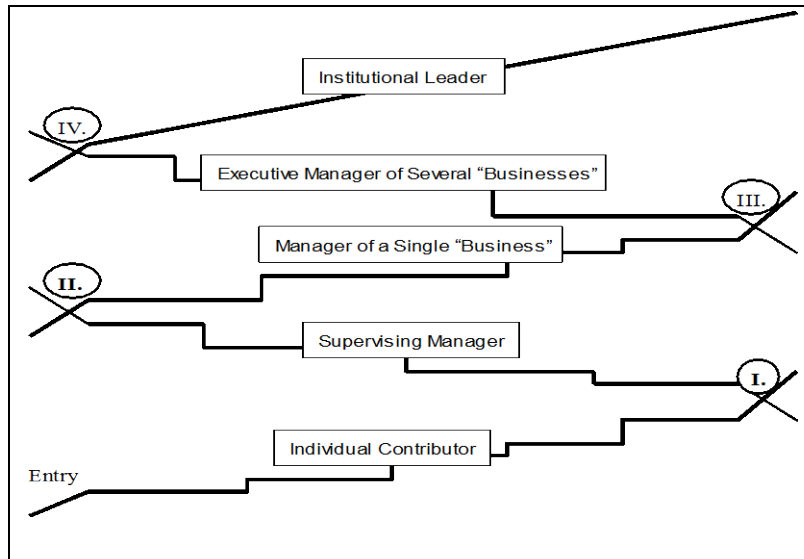 Institutional Leader
IV.
Executive Manager of Several “Businesses”
III.
Manager of a Single “Business”
II.
Supervising Manager
I.
Individual Contributor
Entry